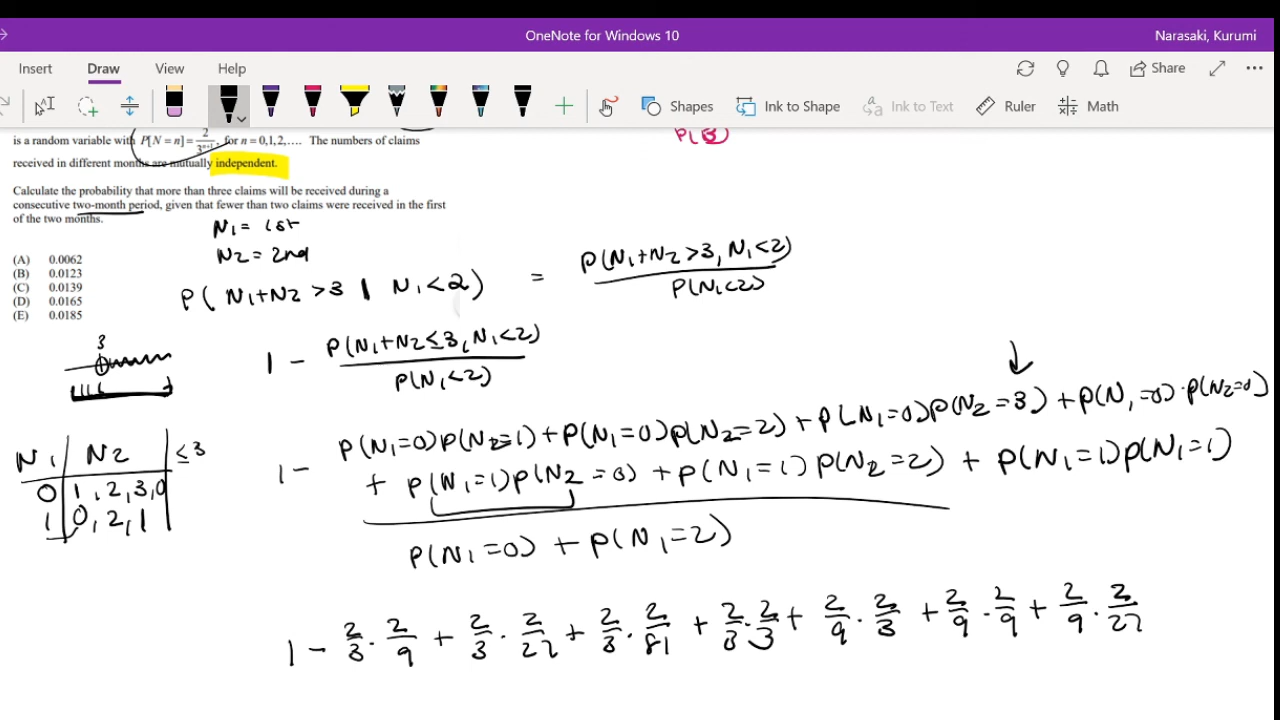 OneNote for Windows 10
Narasaki, Kurumi
Insert Draw View Help
Share
Shapes Ink to Shape Ink to Text Ruler Math
is a random variable with P[N = n] = 2/3^(n+1), for n = 0,1,2,.... The numbers of claims
received in different months are mutually independent.
P(B)
Calculate the probability that more than three claims will be received during a
consecutive two-month period, given that fewer than two claims were received in the first
of the two months.
N1 = 1st
N2 = 2nd
(A) 0.0062
(B) 0.0123
(C) 0.0139
(D) 0.0165
(E) 0.0185
P( N1+N2 >3 | N1<2) = P(N1+N2 >3, N1<2) / P(N1<2)
3
1 - P(N1+N2 ≤ 3, N1<2) / P(N1<2)
N1 | N2 | ≤3
0 | 1, 2, 3, 0
1 | 0, 2, 1
1 - P(N1=0)P(N2=1) + P(N1=0)P(N2=2) + P(N1=0)P(N2=3) + P(N1=0)·P(N2=0)
+ P(N1=1)P(N2=0) + P(N1=1)P(N2=2) + P(N1=1)P(N1=1)
P(N1=0) + P(N1=2)
1 - 2/3 · 2/9 + 2/3 · 2/27 + 2/3 · 2/81 + 2/3 · 2/3 + 2/9 · 2/3 + 2/9 · 2/9 + 2/9 · 2/27